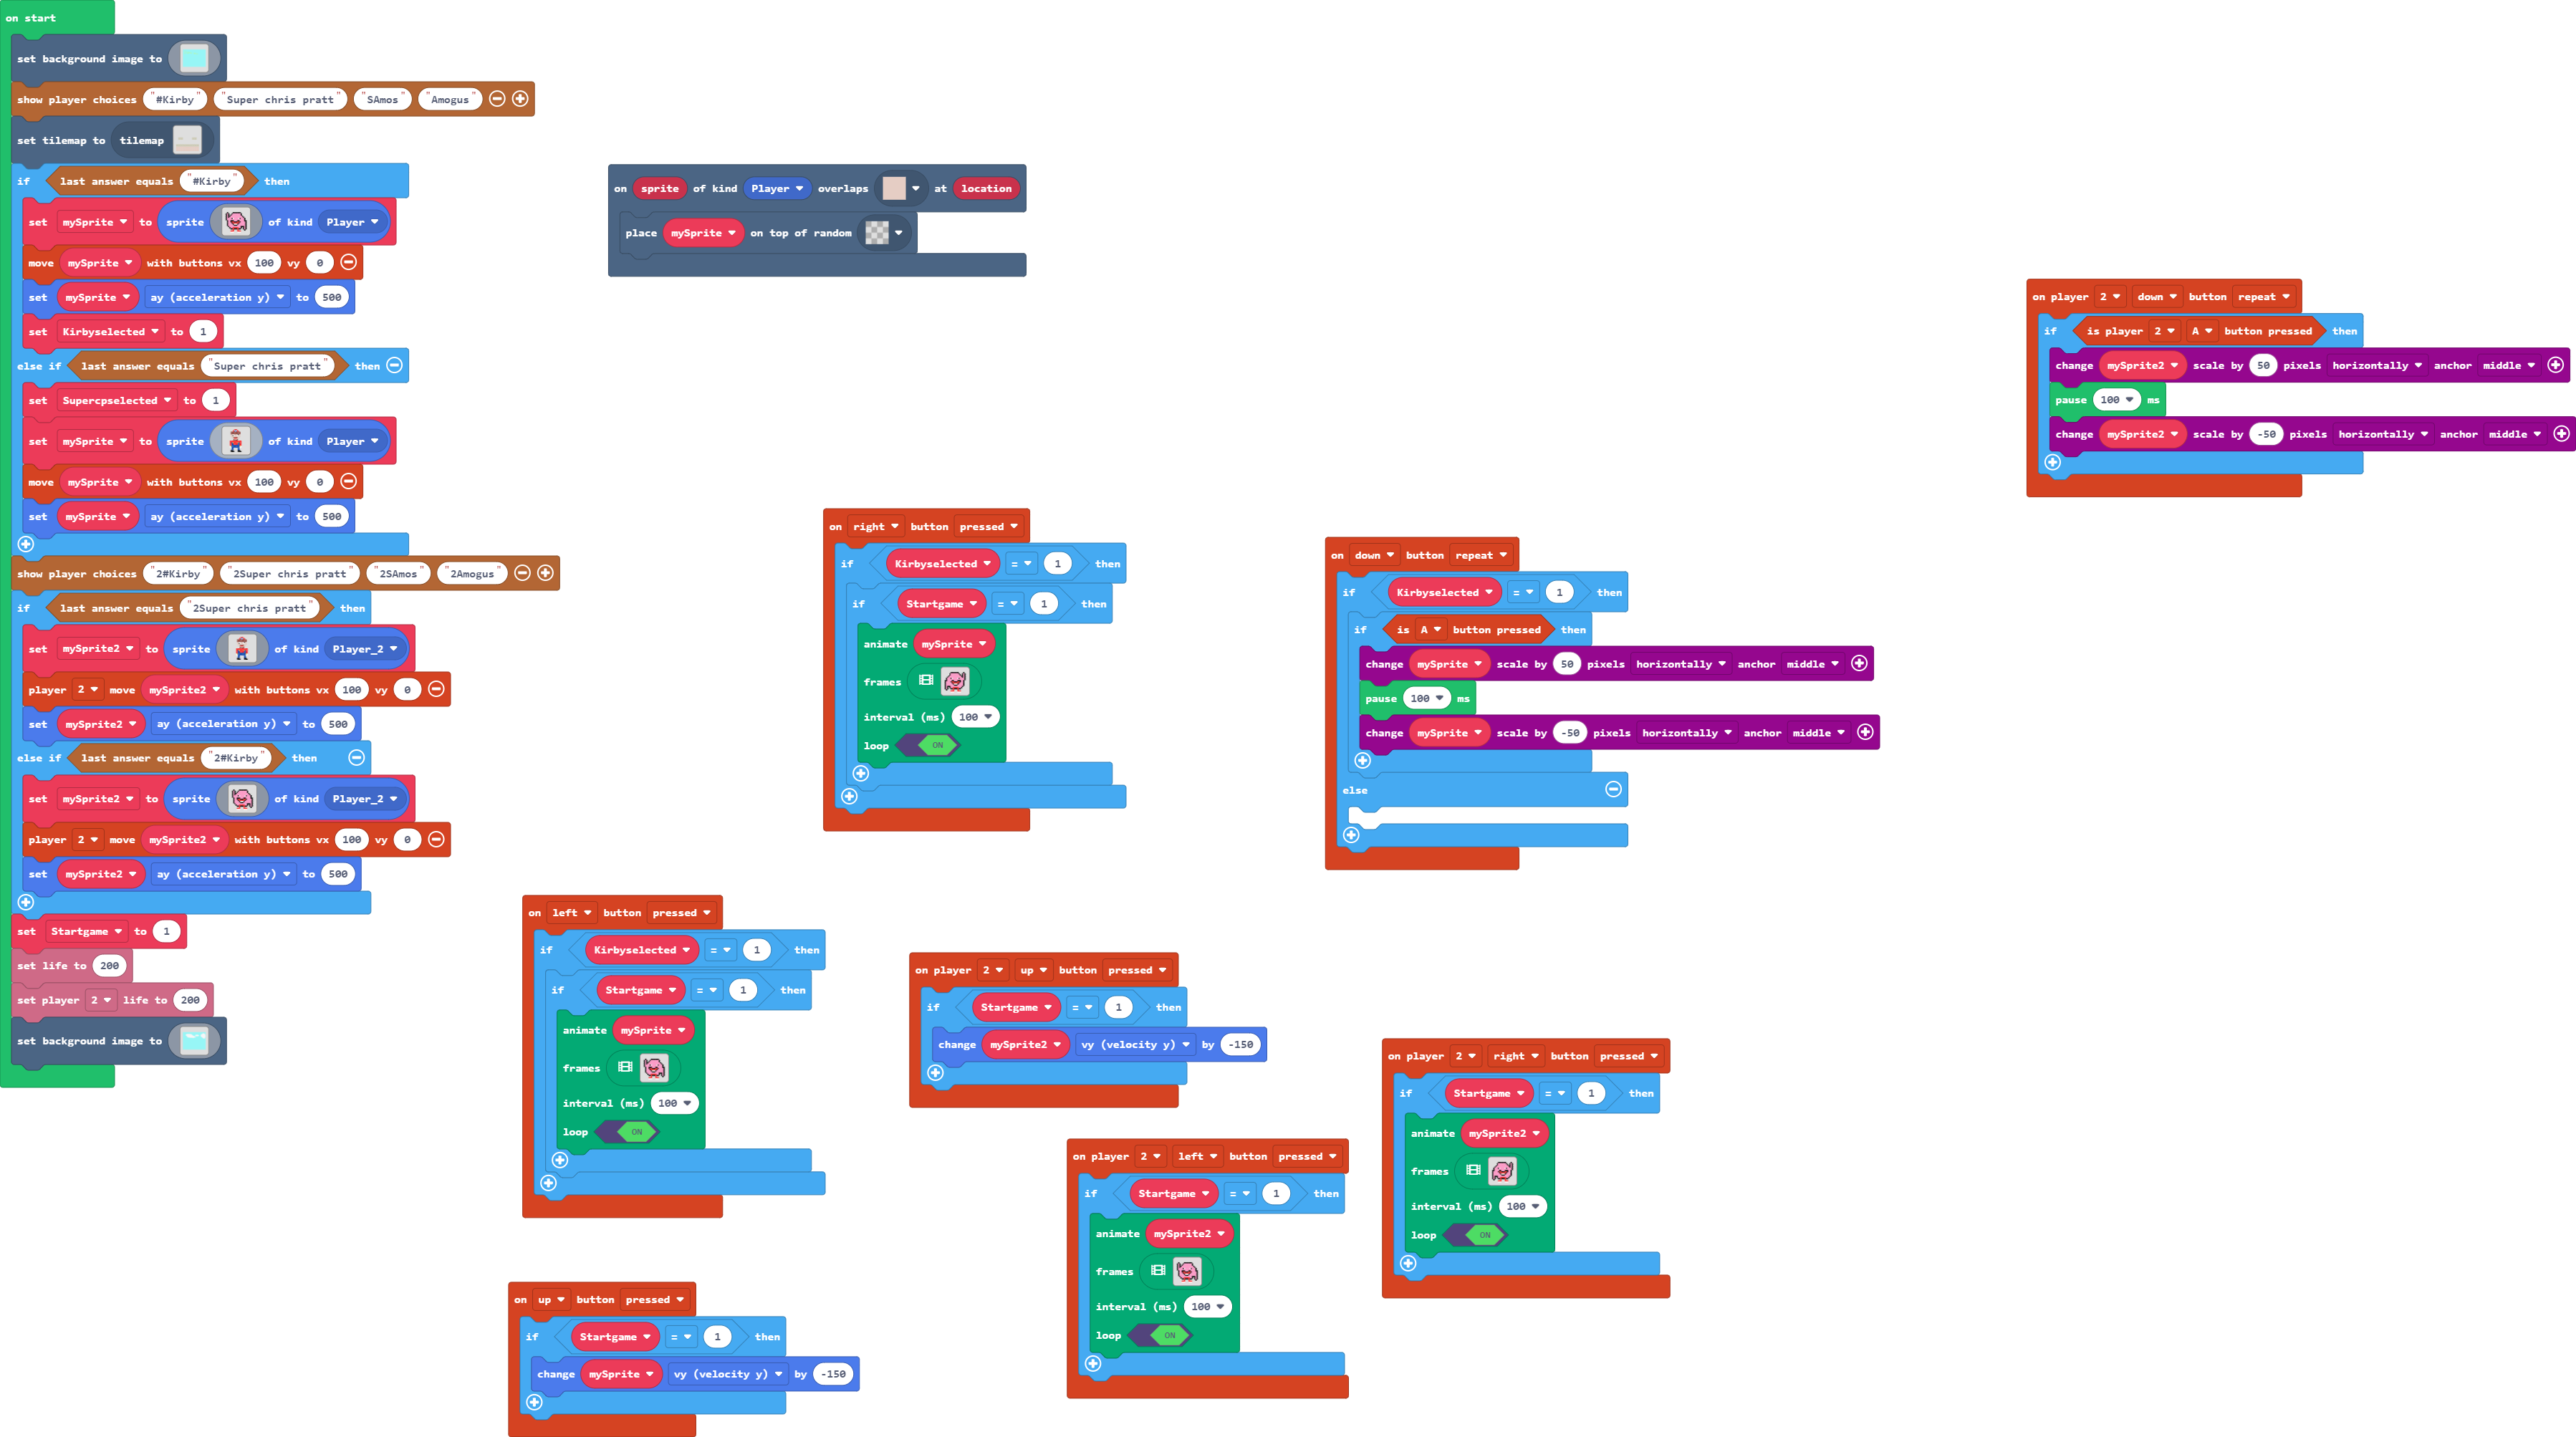 on start
set background image to
show player choices "#Kirby" "Super chris pratt" "SAmos" "Amogus"
set tilemap to tilemap
if last answer equals "#Kirby" then
set mySprite to sprite of kind Player
move mySprite with buttons vx 100 vy 0
set mySprite ay (acceleration y) to 500
set Kirbyselected to 1
else if last answer equals "Super chris pratt" then
set Supercpselected to 1
set mySprite to sprite of kind Player
move mySprite with buttons vx 100 vy 0
set mySprite ay (acceleration y) to 500
show player choices "2#Kirby" "2Super chris pratt" "2SAmos" "2Amogus"
if last answer equals "2Super chris pratt" then
set mySprite2 to sprite of kind Player_2
player 2 move mySprite2 with buttons vx 100 vy 0
set mySprite2 ay (acceleration y) to 500
else if last answer equals "2#Kirby" then
set mySprite2 to sprite of kind Player_2
player 2 move mySprite2 with buttons vx 100 vy 0
set mySprite2 ay (acceleration y) to 500
set Startgame to 1
set life to 200
set player 2 life to 200
set background image to
on sprite of kind Player overlaps at location
place mySprite on top of random
on player 2 down button repeat
if is player 2 A button pressed then
change mySprite2 scale by 50 pixels horizontally anchor middle
pause 100 ms
change mySprite2 scale by -50 pixels horizontally anchor middle
on right button pressed
if Kirbyselected = 1 then
if Startgame = 1 then
animate mySprite
frames
interval (ms) 100
loop ON
on down button repeat
if Kirbyselected = 1 then
if is A button pressed then
change mySprite scale by 50 pixels horizontally anchor middle
pause 100 ms
change mySprite scale by -50 pixels horizontally anchor middle
else
on left button pressed
if Kirbyselected = 1 then
if Startgame = 1 then
animate mySprite
frames
interval (ms) 100
loop ON
on player 2 up button pressed
if Startgame = 1 then
change mySprite2 vy (velocity y) by -150
on player 2 right button pressed
if Startgame = 1 then
animate mySprite2
frames
interval (ms) 100
loop ON
on player 2 left button pressed
if Startgame = 1 then
animate mySprite2
frames
interval (ms) 100
loop ON
on up button pressed
if Startgame = 1 then
change mySprite vy (velocity y) by -150